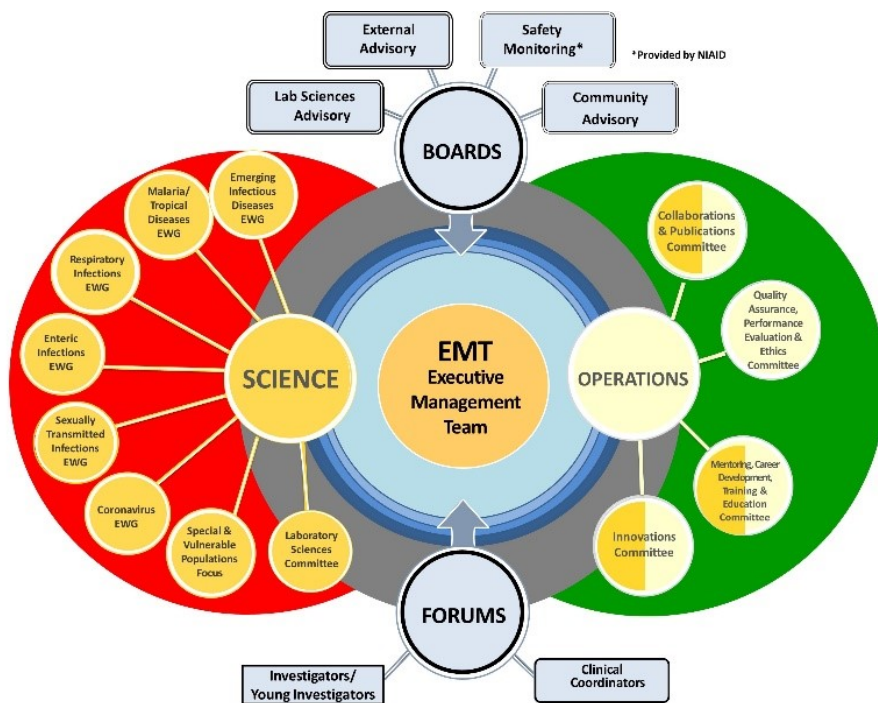 External
Advisory
Safety
Monitoring*
*Provided by NIAID
Lab Sciences
Advisory
Community
Advisory
BOARDS
Emerging
Infectious
Diseases
EWG
Malaria/
Tropical
Diseases
EWG
Respiratory
Infections
EWG
Enteric
Infections
EWG
Sexually
Transmitted
Infections
EWG
Coronavirus
EWG
Special &
Vulnerable
Populations
Focus
Laboratory
Sciences
Committee
SCIENCE
EMT
Executive
Management
Team
OPERATIONS
Collaborations
& Publications
Committee
Quality
Assurance,
Performance
Evaluation &
Ethics
Committee
Mentoring, Career
Development,
Training &
Education
Committee
Innovations
Committee
FORUMS
Investigators/
Young Investigators
Clinical
Coordinators